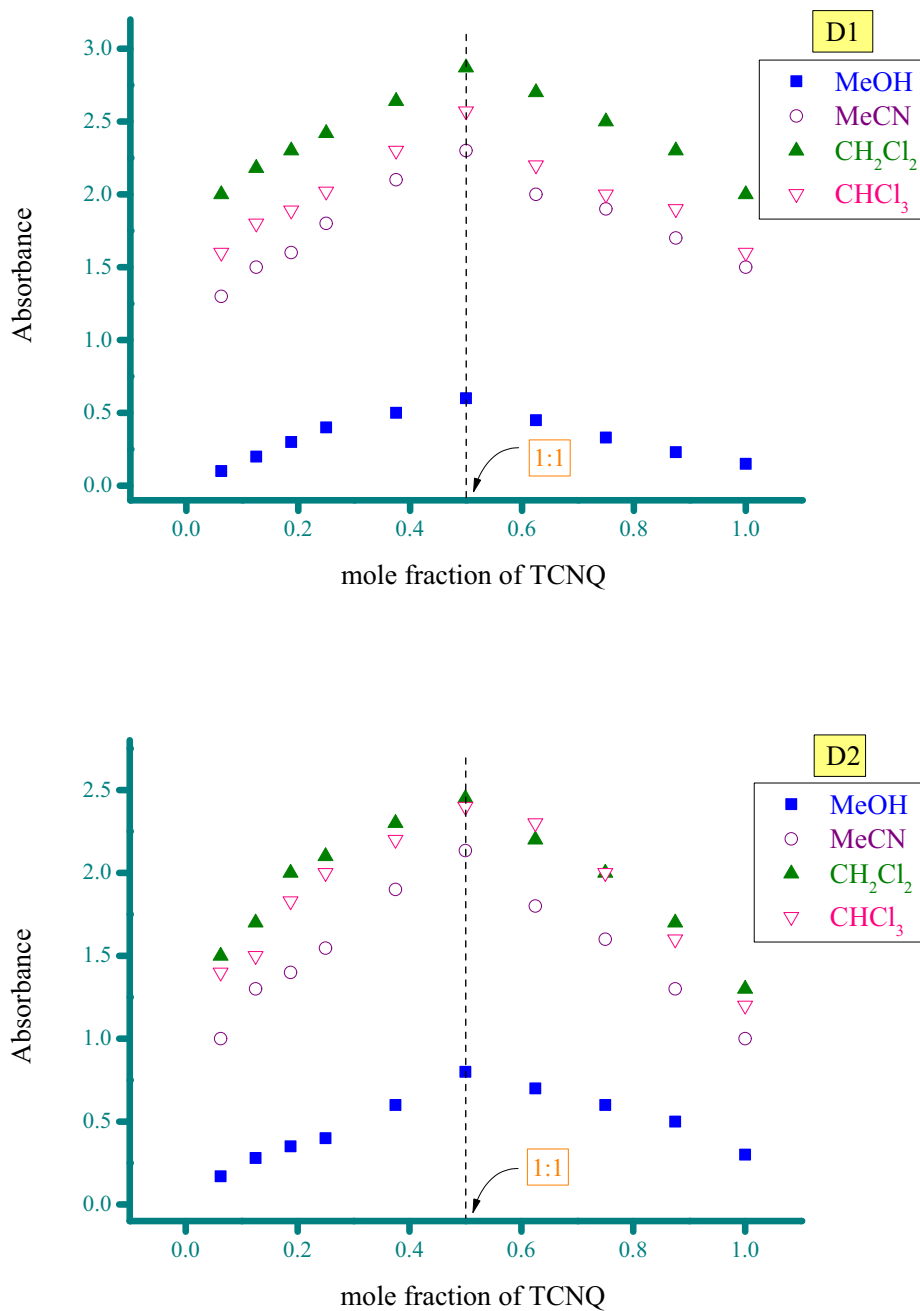 D1
MeOH
MeCN
CH₂Cl₂
CHCl₃
3.0
2.5
2.0
1.5
1.0
0.5
0.0
Absorbance
1:1
0.0 0.2 0.4 0.6 0.8 1.0
mole fraction of TCNQ
D2
MeOH
MeCN
CH₂Cl₂
CHCl₃
2.5
2.0
1.5
1.0
0.5
0.0
Absorbance
1:1
0.0 0.2 0.4 0.6 0.8 1.0
mole fraction of TCNQ